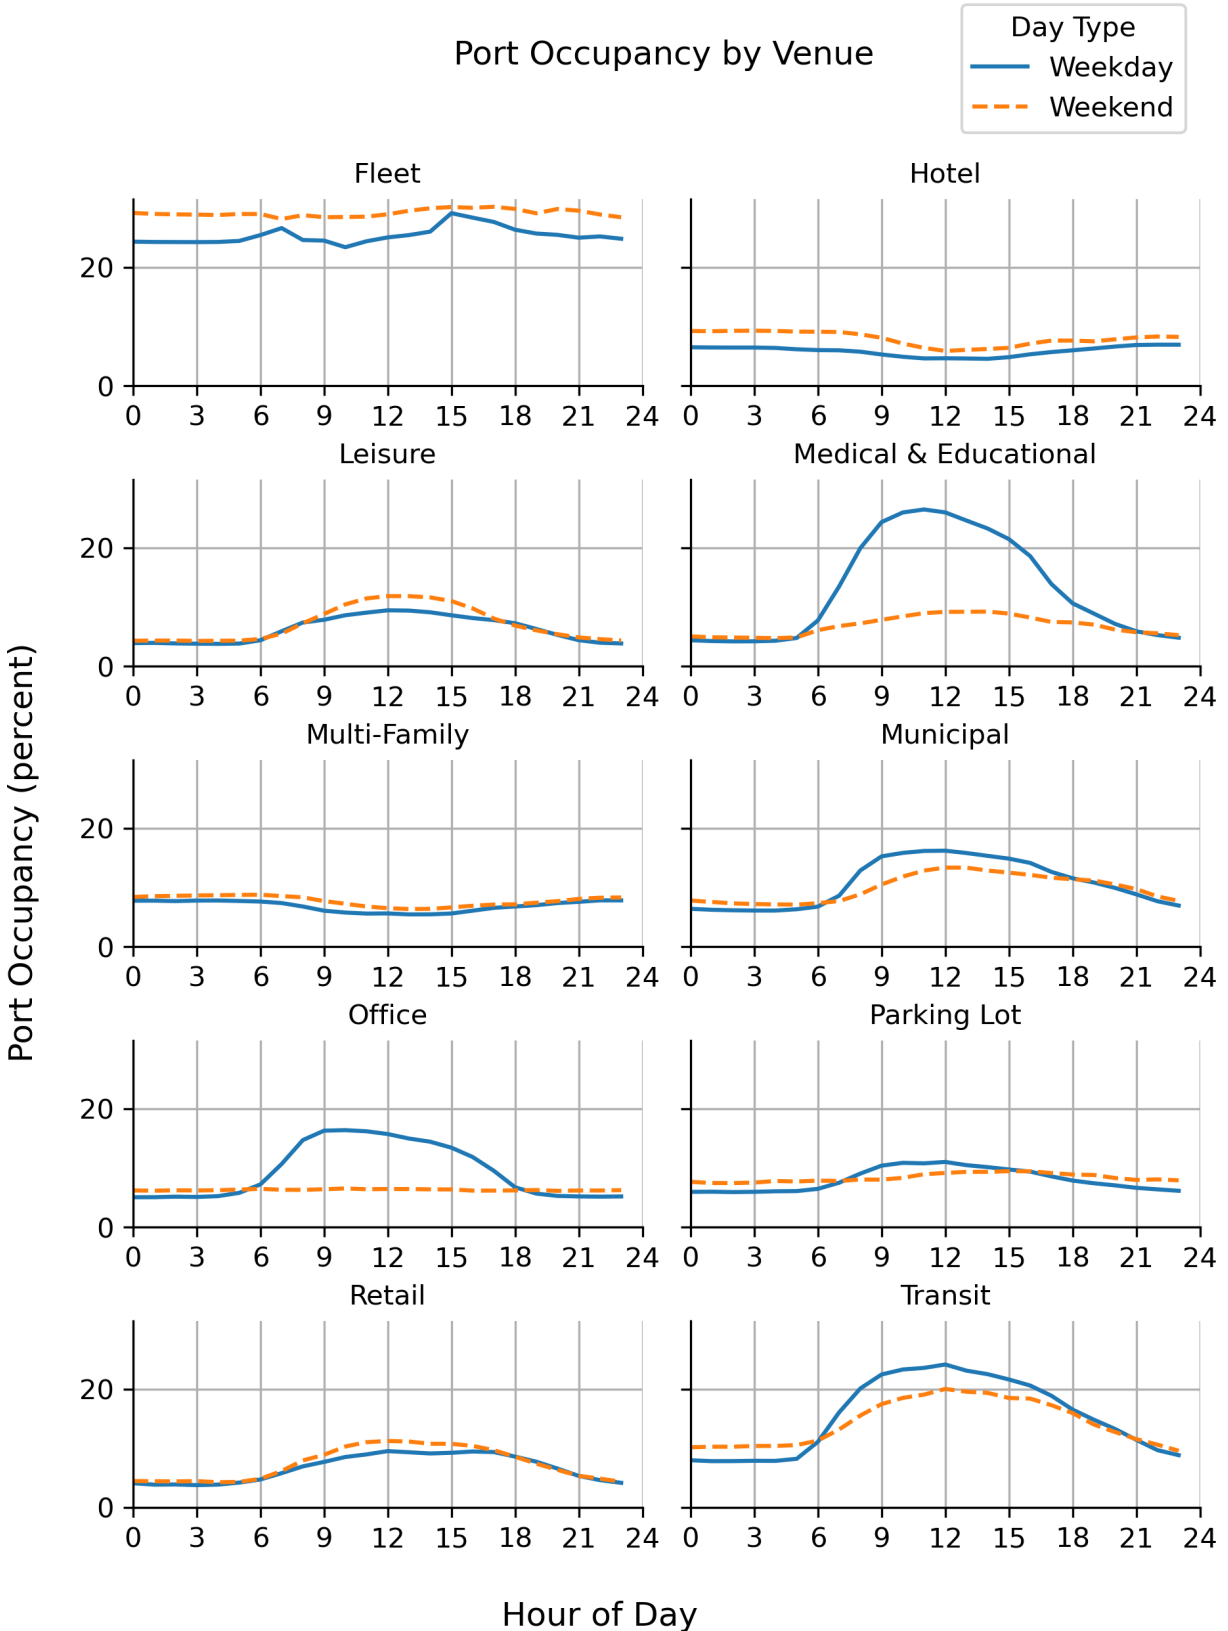 Port Occupancy by Venue
Day Type
Weekday
Weekend
Fleet
20
0
0 3 6 9 12 15 18 21 24
Hotel
0 3 6 9 12 15 18 21 24
Leisure
20
0
0 3 6 9 12 15 18 21 24
Medical & Educational
0 3 6 9 12 15 18 21 24
Multi-Family
20
0
0 3 6 9 12 15 18 21 24
Municipal
0 3 6 9 12 15 18 21 24
Office
20
0
0 3 6 9 12 15 18 21 24
Parking Lot
0 3 6 9 12 15 18 21 24
Retail
20
0
0 3 6 9 12 15 18 21 24
Transit
0 3 6 9 12 15 18 21 24
Port Occupancy (percent)
Hour of Day